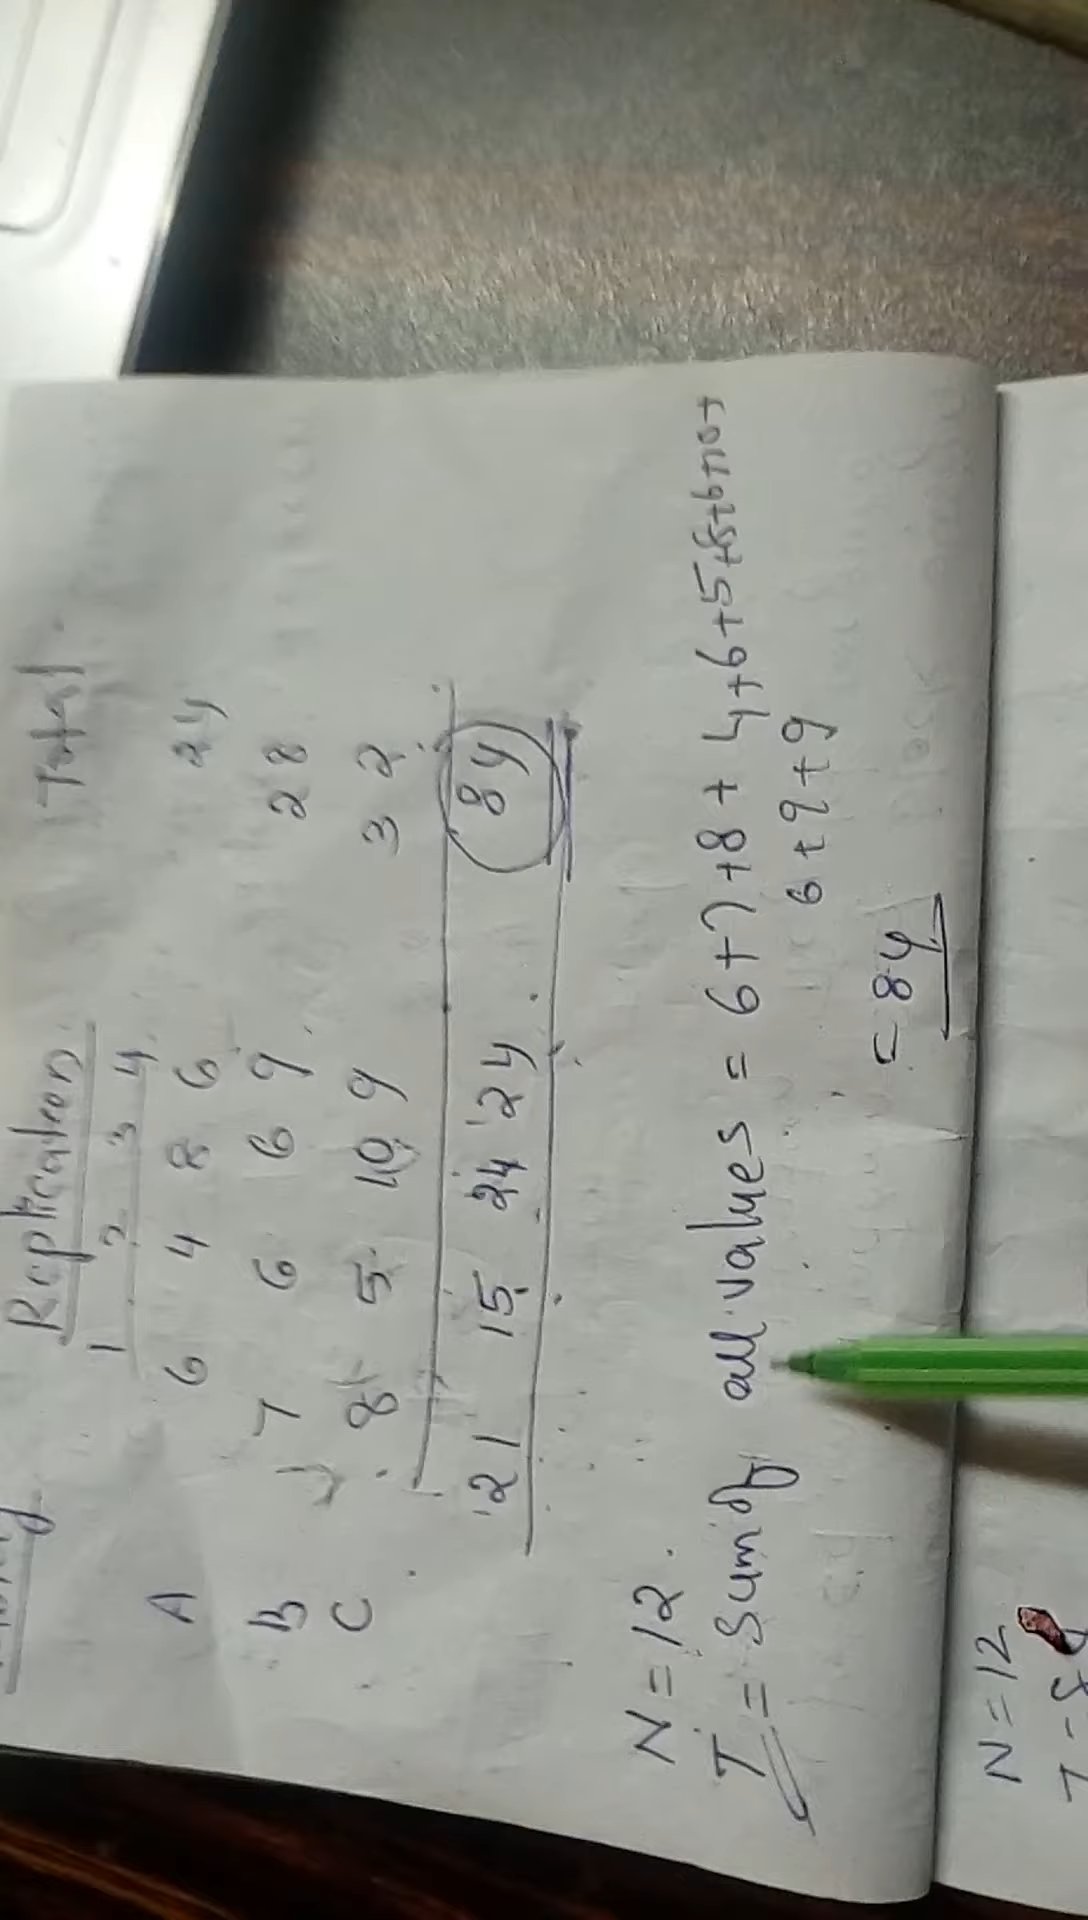 Replication Total
1 2 3 4
A 6 4 8 6 24
B 7 6 6 9 28
C 8 5 10 9 32
21 15 24 24 84
N = 12
T = Sum of all values = 6+7+8+4+6+5+8+6+10+
6+9+9
= 84
N = 12